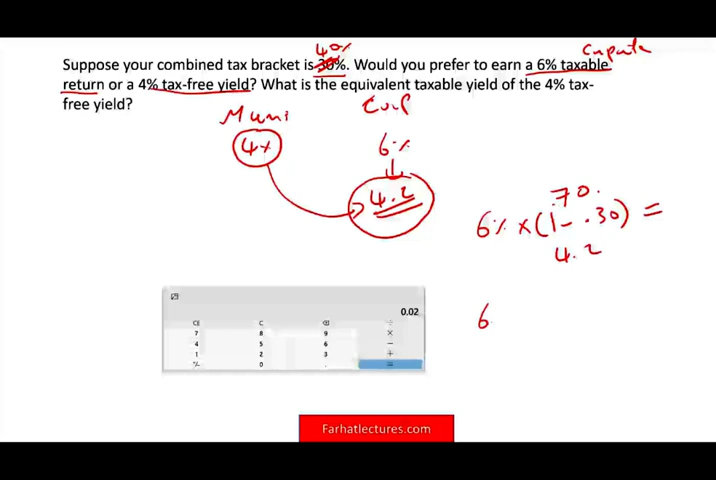 40%
Suppose your combined tax bracket is 30%. Would you prefer to earn a 6% taxable
return or a 4% tax-free yield? What is the equivalent taxable yield of the 4% tax-
free yield?
Muni Corp
4% 6%
4.2
.70.
6% × (1 - .30) =
4.2
6
0.02
CE C ⌫ ÷
7 8 9 ×
4 5 6 −
1 2 3 +
+/- 0 . =
Farhatlectures.com